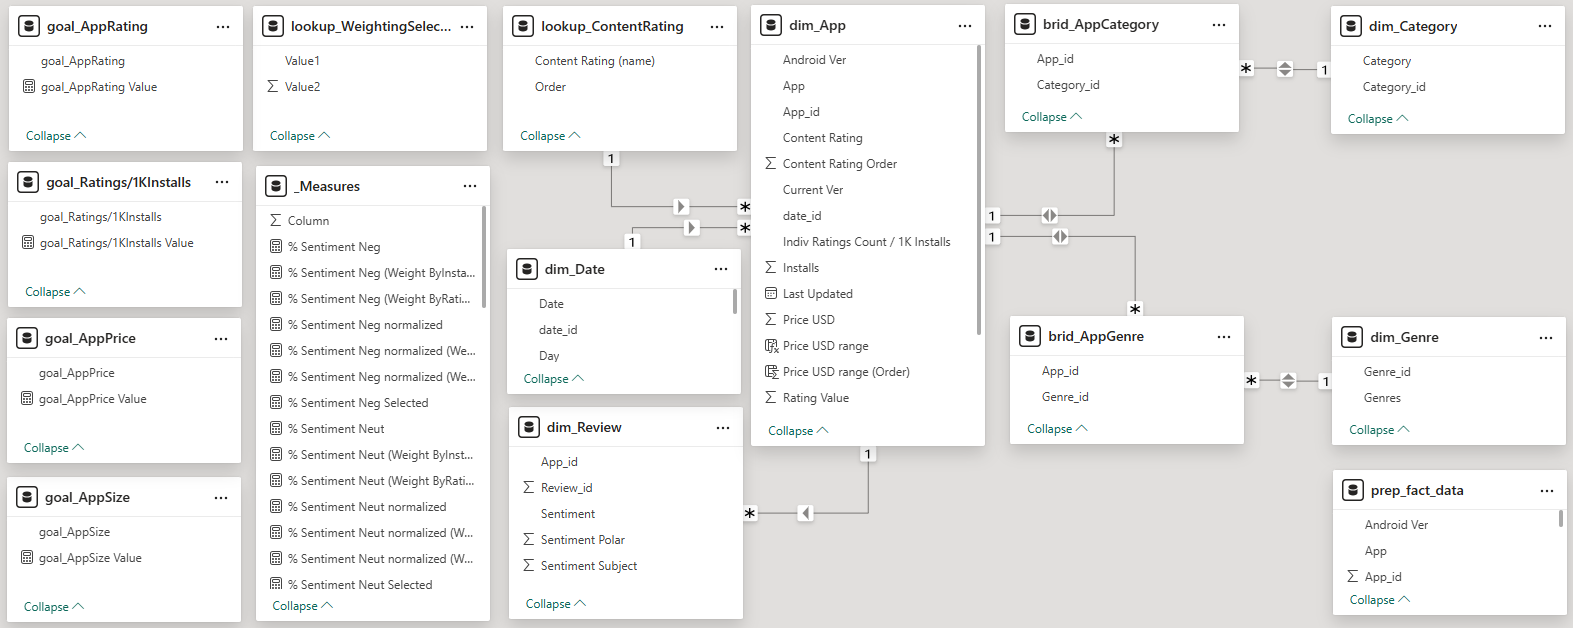 goal_AppRating
goal_AppRating
goal_AppRating Value
Collapse
goal_Ratings/1KInstalls
goal_Ratings/1KInstalls
goal_Ratings/1KInstalls Value
Collapse
goal_AppPrice
goal_AppPrice
goal_AppPrice Value
Collapse
goal_AppSize
goal_AppSize
goal_AppSize Value
Collapse
lookup_WeightingSelec...
Value1
Value2
Collapse
_Measures
Column
% Sentiment Neg
% Sentiment Neg (Weight ByInsta...
% Sentiment Neg (Weight ByRati...
% Sentiment Neg normalized
% Sentiment Neg normalized (We...
% Sentiment Neg normalized (We...
% Sentiment Neg Selected
% Sentiment Neut
% Sentiment Neut (Weight ByInst...
% Sentiment Neut (Weight ByRati...
% Sentiment Neut normalized
% Sentiment Neut normalized (W...
% Sentiment Neut normalized (W...
% Sentiment Neut Selected
Collapse
lookup_ContentRating
Content Rating (name)
Order
Collapse
1
*
1
*
dim_Date
Date
date_id
Day
Collapse
dim_Review
App_id
Review_id
Sentiment
Sentiment Polar
Sentiment Subject
Collapse
*
1
dim_App
Android Ver
App
App_id
Content Rating
Content Rating Order
Current Ver
date_id
Indiv Ratings Count / 1K Installs
Installs
Last Updated
Price USD
Price USD range
Price USD range (Order)
Rating Value
Collapse
1
1
brid_AppCategory
App_id
Category_id
Collapse
*
* 1
dim_Category
Category
Category_id
Collapse
*
brid_AppGenre
App_id
Genre_id
Collapse
* 1
dim_Genre
Genre_id
Genres
Collapse
prep_fact_data
Android Ver
App
App_id
Collapse